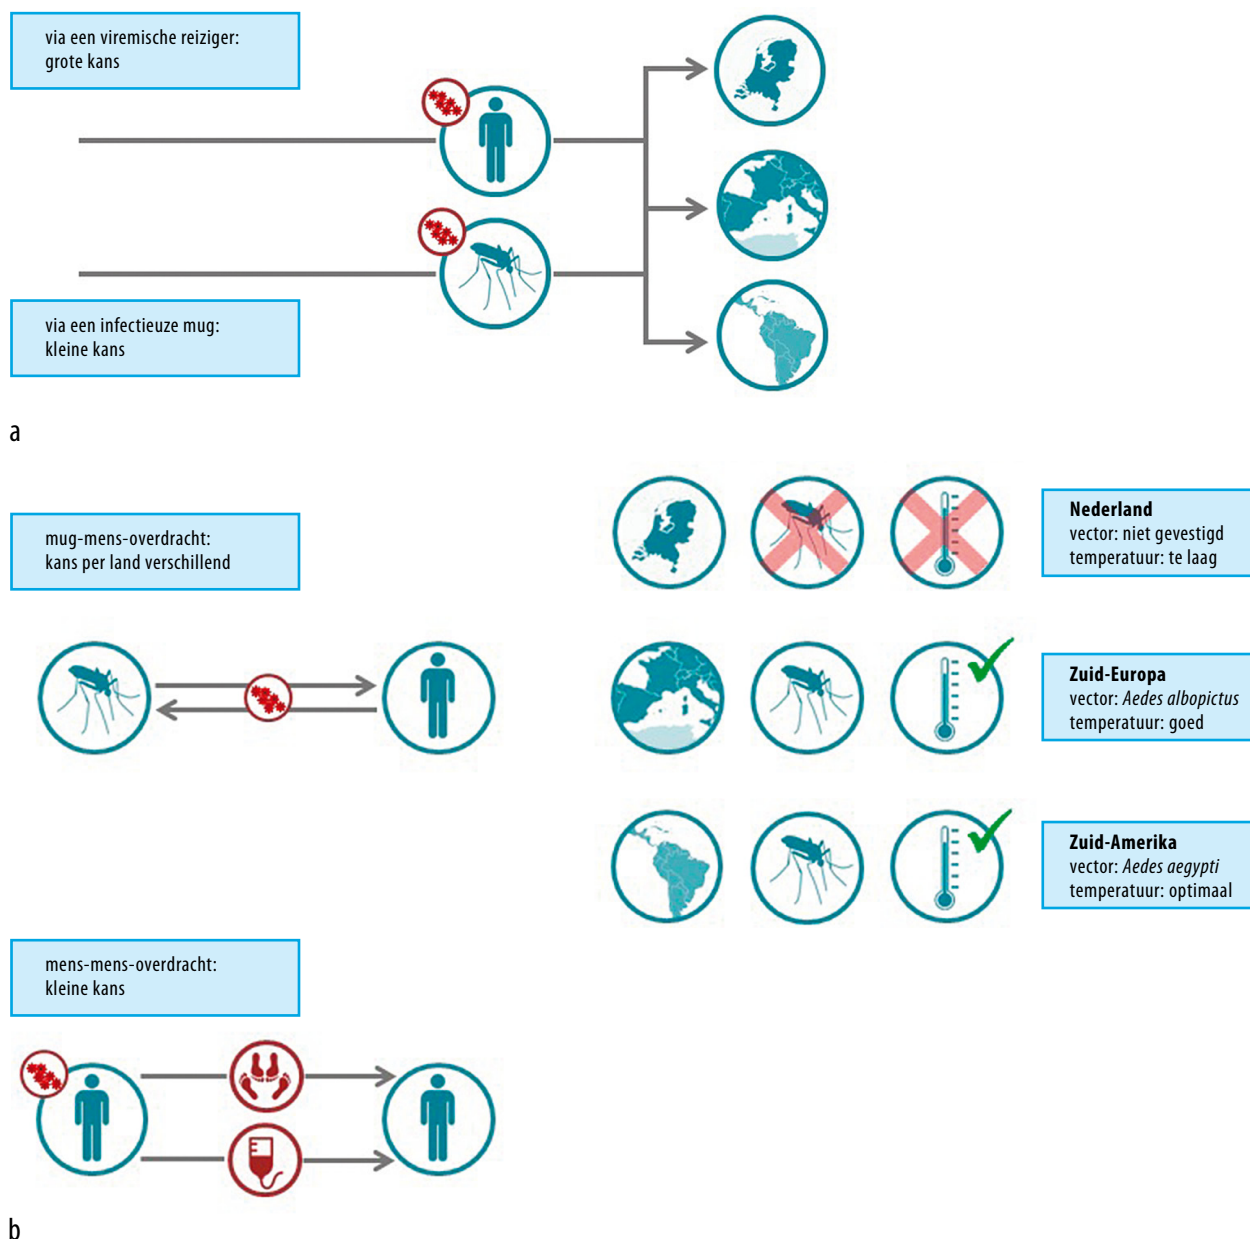 via een viremische reiziger:
grote kans
via een infectieuze mug:
kleine kans
a
mug-mens-overdracht:
kans per land verschillend
Nederland
vector: niet gevestigd
temperatuur: te laag
Zuid-Europa
vector: Aedes albopictus
temperatuur: goed
Zuid-Amerika
vector: Aedes aegypti
temperatuur: optimaal
mens-mens-overdracht:
kleine kans
b